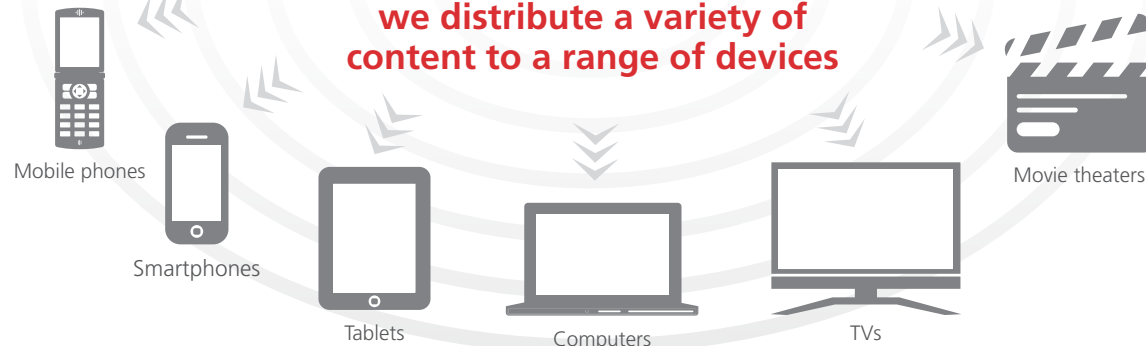 we distribute a variety of
content to a range of devices
Mobile phones
Movie theaters
Smartphones
Tablets
Computers
TVs